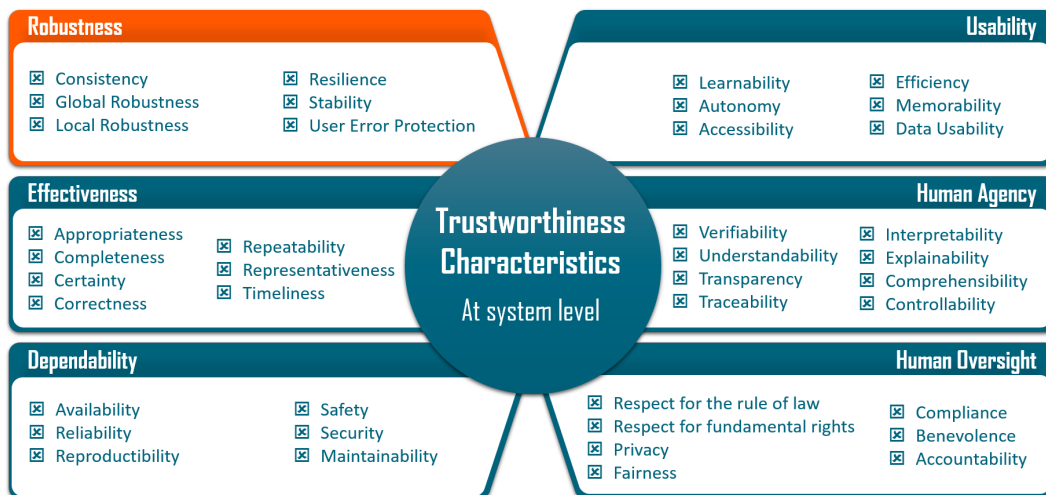 Robustness
Consistency
Global Robustness
Local Robustness
Resilience
Stability
User Error Protection
Usability
Learnability
Autonomy
Accessibility
Efficiency
Memorability
Data Usability
Effectiveness
Appropriateness
Completeness
Certainty
Correctness
Repeatability
Representativeness
Timeliness
Trustworthiness
Characteristics
At system level
Human Agency
Verifiability
Understandability
Transparency
Traceability
Interpretability
Explainability
Comprehensibility
Controllability
Dependability
Availability
Reliability
Reproductibility
Safety
Security
Maintainability
Human Oversight
Respect for the rule of law
Respect for fundamental rights
Privacy
Fairness
Compliance
Benevolence
Accountability